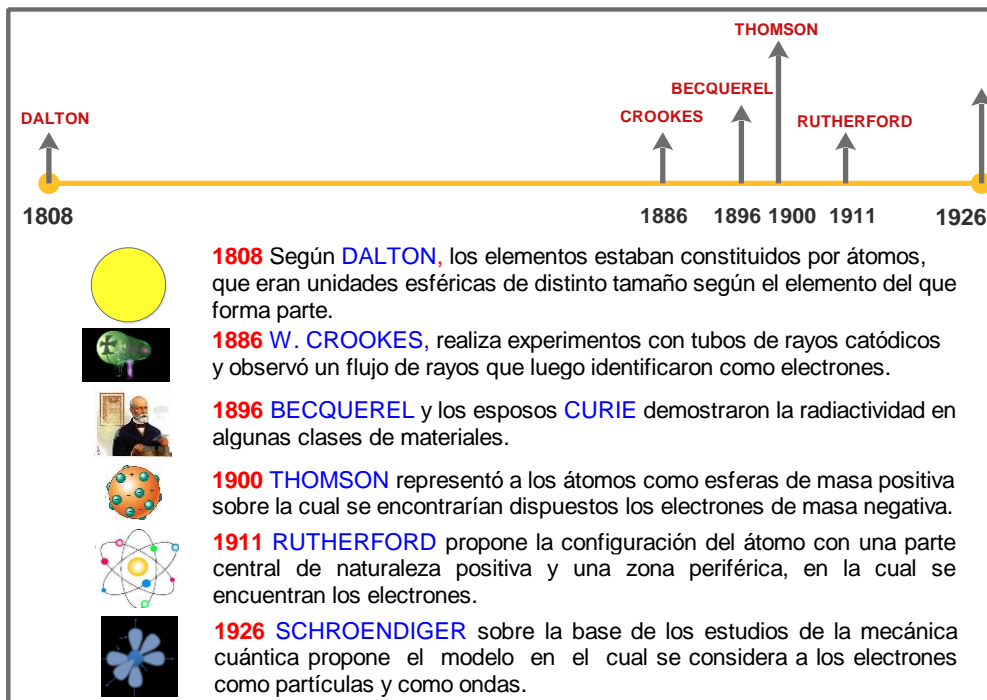 THOMSON
BECQUEREL
DALTON
CROOKES
RUTHERFORD
1808
1886
1896
1900
1911
1926
1808 Según DALTON, los elementos estaban constituidos por átomos,
que eran unidades esféricas de distinto tamaño según el elemento del que
forma parte.
1886 W. CROOKES, realiza experimentos con tubos de rayos catódicos
y observó un flujo de rayos que luego identificaron como electrones.
1896 BECQUEREL y los esposos CURIE demostraron la radiactividad en
algunas clases de materiales.
1900 THOMSON representó a los átomos como esferas de masa positiva
sobre la cual se encontrarían dispuestos los electrones de masa negativa.
1911 RUTHERFORD propone la configuración del átomo con una parte
central de naturaleza positiva y una zona periférica, en la cual se
encuentran los electrones.
1926 SCHROENDIGER sobre la base de los estudios de la mecánica
cuántica propone el modelo en el cual se considera a los electrones
como partículas y como ondas.